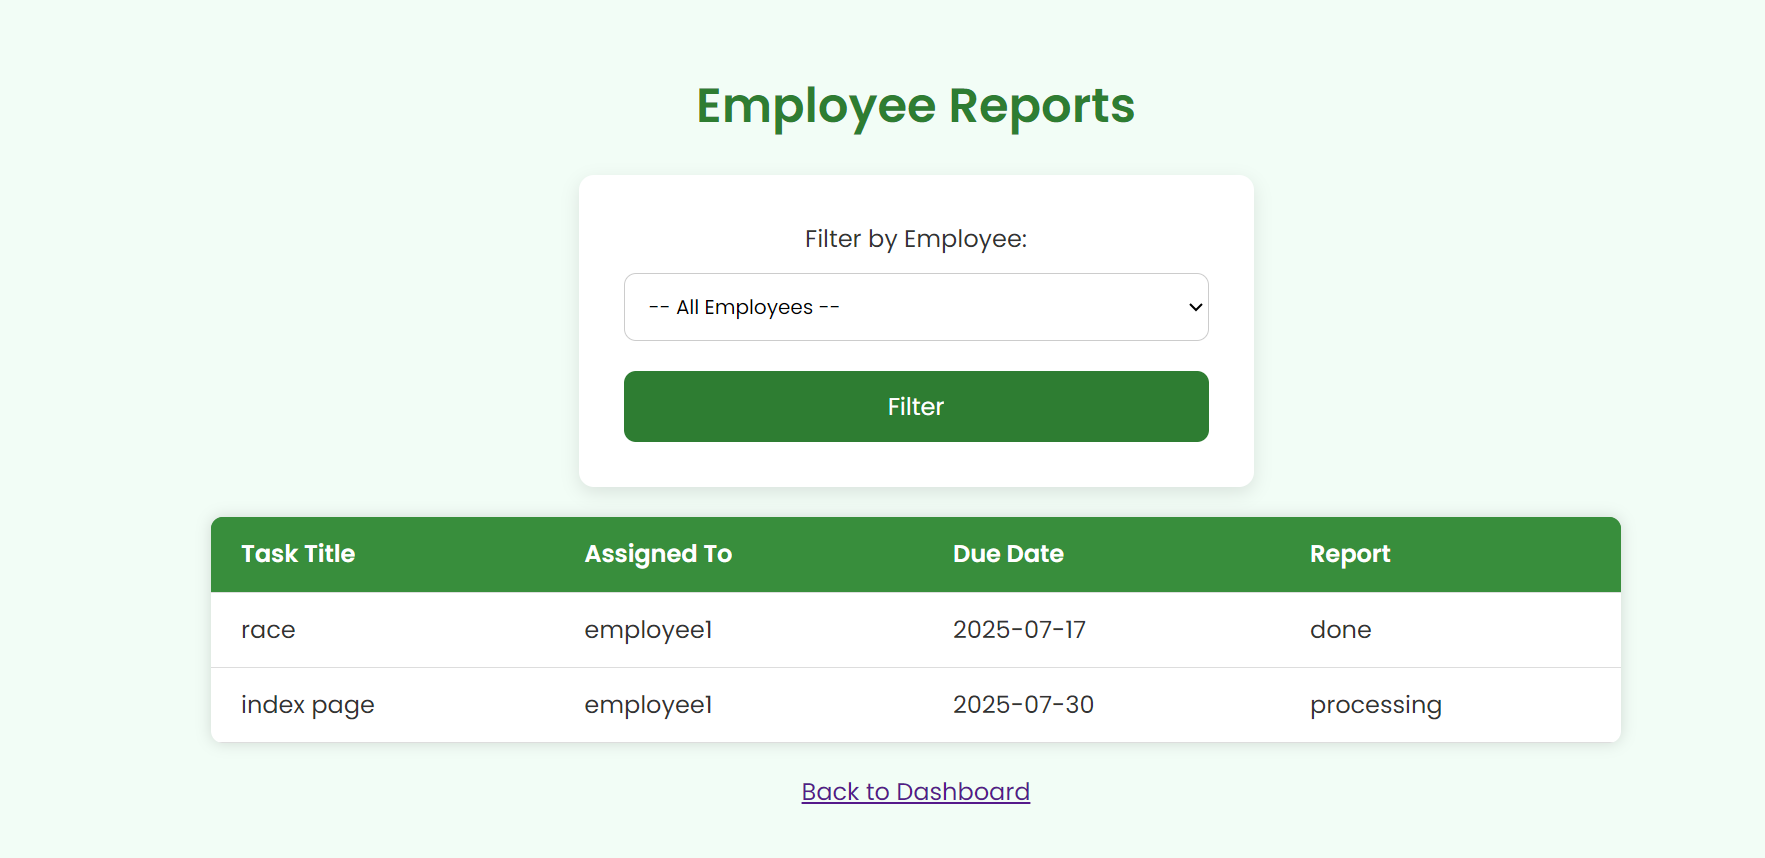 Employee Reports
Filter by Employee:
-- All Employees --
Filter
Task Title Assigned To Due Date Report
race employee1 2025-07-17 done
index page employee1 2025-07-30 processing
Back to Dashboard